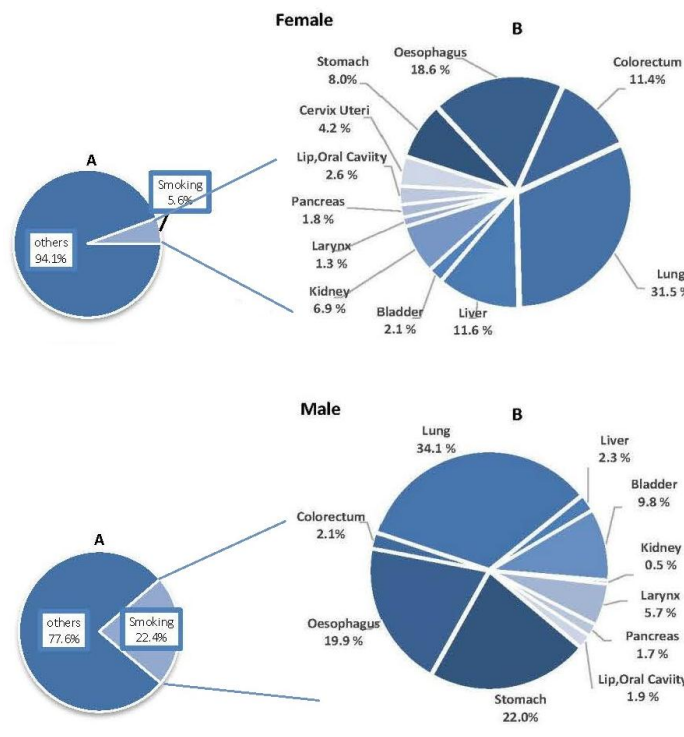 Female
B
Oesophagus
18.6 %
Stomach
8.0%
Colorectum
11.4%
Cervix Uteri
4.2 %
A
Lip,Oral Caviity
2.6 %
Smoking
5.6%
Pancreas
1.8 %
others
94.1%
Larynx
1.3 %
Kidney
6.9 %
Lung
31.5 %
Bladder
2.1 %
Liver
11.6 %
Male
B
Lung
34.1 %
Liver
2.3 %
Bladder
9.8 %
Colorectum
2.1%
A
Kidney
0.5 %
Larynx
5.7 %
others
77.6%
Smoking
22.4%
Oesophagus
19.9 %
Pancreas
1.7 %
Lip,Oral Caviity
1.9 %
Stomach
22.0%